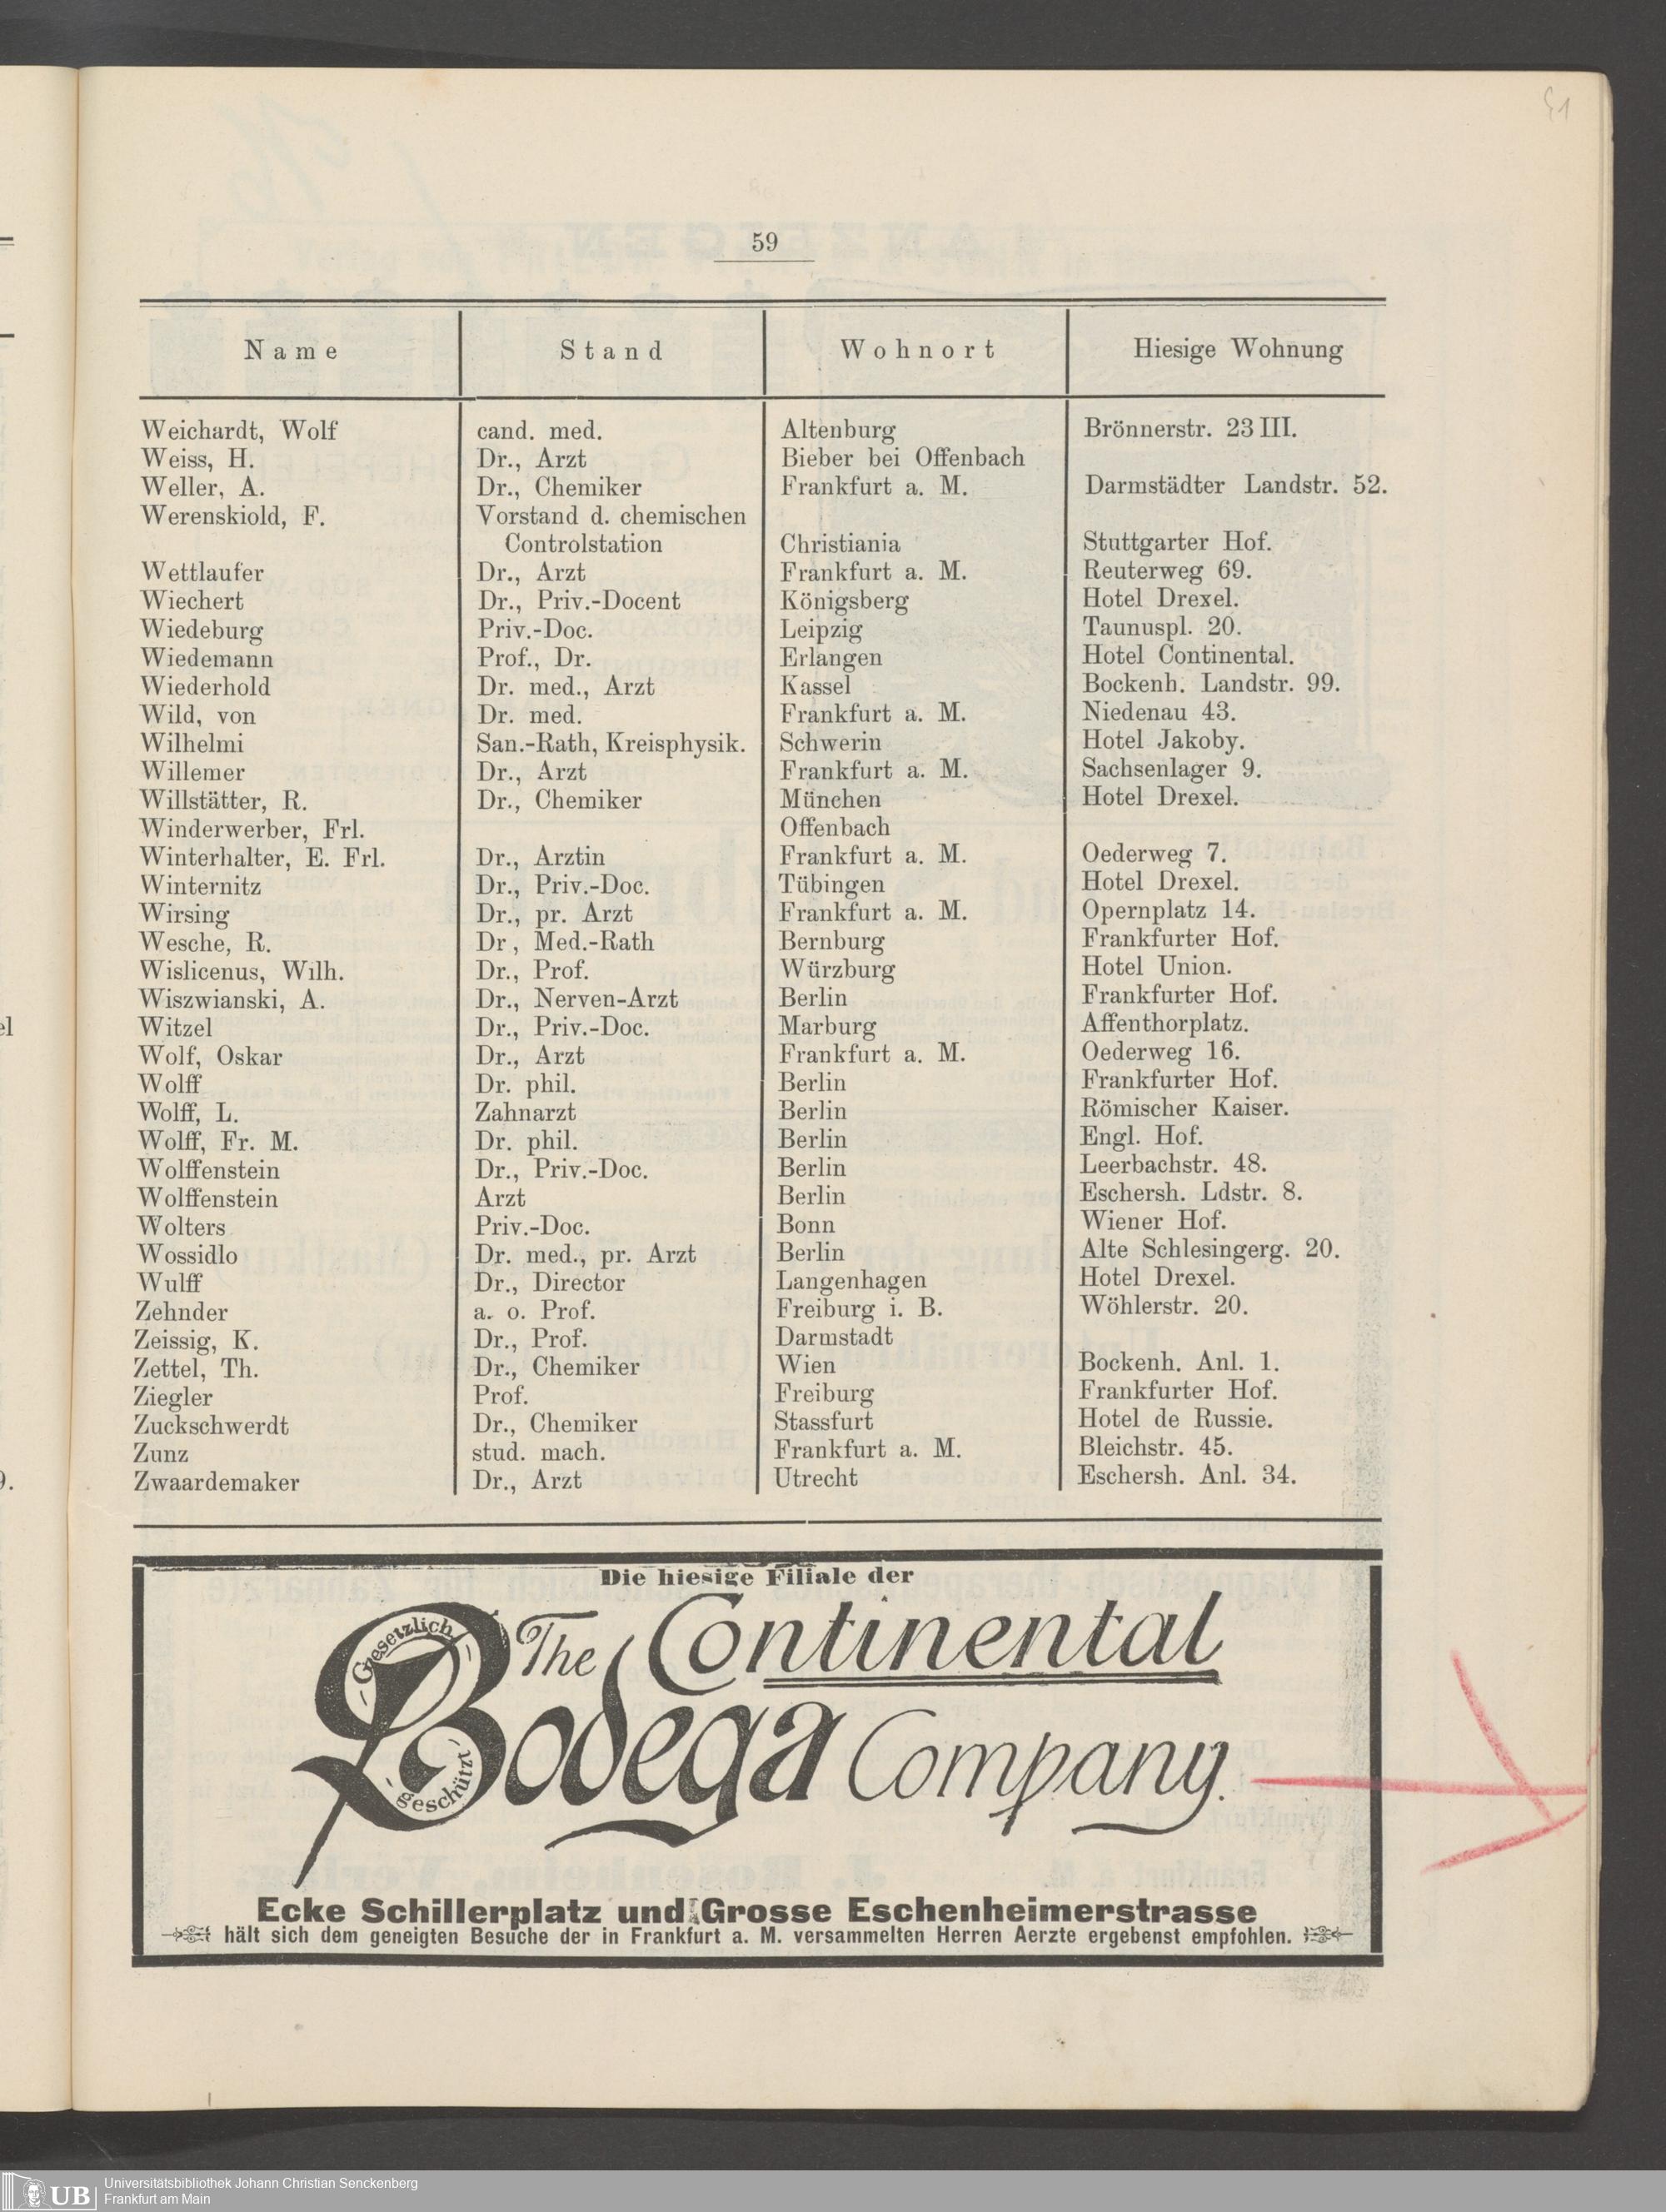 59
Name Stand Wohnort Hiesige Wohnung
Weichardt, Wolf cand. med. Altenburg Brönnerstr. 23 III.
Weiss, H. Dr., Arzt Bieber bei Offenbach
Weller, A. Dr., Chemiker Frankfurt a. M. Darmstädter Landstr. 52.
Werenskiold, F. Vorstand d. chemischen
Controlstation Christiania Stuttgarter Hof.
Wettlaufer Dr., Arzt Frankfurt a. M. Reuterweg 69.
Wiechert Dr., Priv.-Docent Königsberg Hotel Drexel.
Wiedeburg Priv.-Doc. Leipzig Taunuspl. 20.
Wiedemann Prof., Dr. Erlangen Hotel Continental.
Wiederhold Dr. med., Arzt Kassel Bockenh. Landstr. 99.
Wild, von Dr. med. Frankfurt a. M. Niedenau 43.
Wilhelmi San.-Rath, Kreisphysik. Schwerin Hotel Jakoby.
Willemer Dr., Arzt Frankfurt a. M. Sachsenlager 9.
Willstätter, R. Dr., Chemiker München Hotel Drexel.
Winderwerber, Frl. Offenbach
Winterhalter, E. Frl. Dr., Arztin Frankfurt a. M. Oederweg 7.
Winternitz Dr., Priv.-Doc. Tübingen Hotel Drexel.
Wirsing Dr., pr. Arzt Frankfurt a. M. Opernplatz 14.
Wesche, R. Dr, Med.-Rath Bernburg Frankfurter Hof.
Wislicenus, Wilh. Dr., Prof. Würzburg Hotel Union.
Wiszwianski, A. Dr., Nerven-Arzt Berlin Frankfurter Hof.
Witzel Dr., Priv.-Doc. Marburg Affenthorplatz.
Wolf, Oskar Dr., Arzt Frankfurt a. M. Oederweg 16.
Wolff Dr. phil. Berlin Frankfurter Hof.
Wolff, L. Zahnarzt Berlin Römischer Kaiser.
Wolff, Fr. M. Dr. phil. Berlin Engl. Hof.
Wolffenstein Dr., Priv.-Doc. Berlin Leerbachstr. 48.
Wolffenstein Arzt Berlin Eschersh. Ldstr. 8.
Wolters Priv.-Doc. Bonn Wiener Hof.
Wossidlo Dr. med., pr. Arzt Berlin Alte Schlesingerg. 20.
Wulff Dr., Director Langenhagen Hotel Drexel.
Zehnder a. o. Prof. Freiburg i. B. Wöhlerstr. 20.
Zeissig, K. Dr., Prof. Darmstadt
Zettel, Th. Dr., Chemiker Wien Bockenh. Anl. 1.
Ziegler Prof. Freiburg Frankfurter Hof.
Zuckschwerdt Dr., Chemiker Stassfurt Hotel de Russie.
Zunz stud. mach. Frankfurt a. M. Bleichstr. 45.
Zwaardemaker Dr., Arzt Utrecht Eschersh. Anl. 34.
Die hiesige Filiale der
Gesetzlich
The Continental
Bodega Company.
geschützt
Ecke Schillerplatz und Grosse Eschenheimerstrasse
hält sich dem geneigten Besuche der in Frankfurt a. M. versammelten Herren Aerzte ergebenst empfohlen.
UB Universitätsbibliothek Johann Christian Senckenberg
Frankfurt am Main